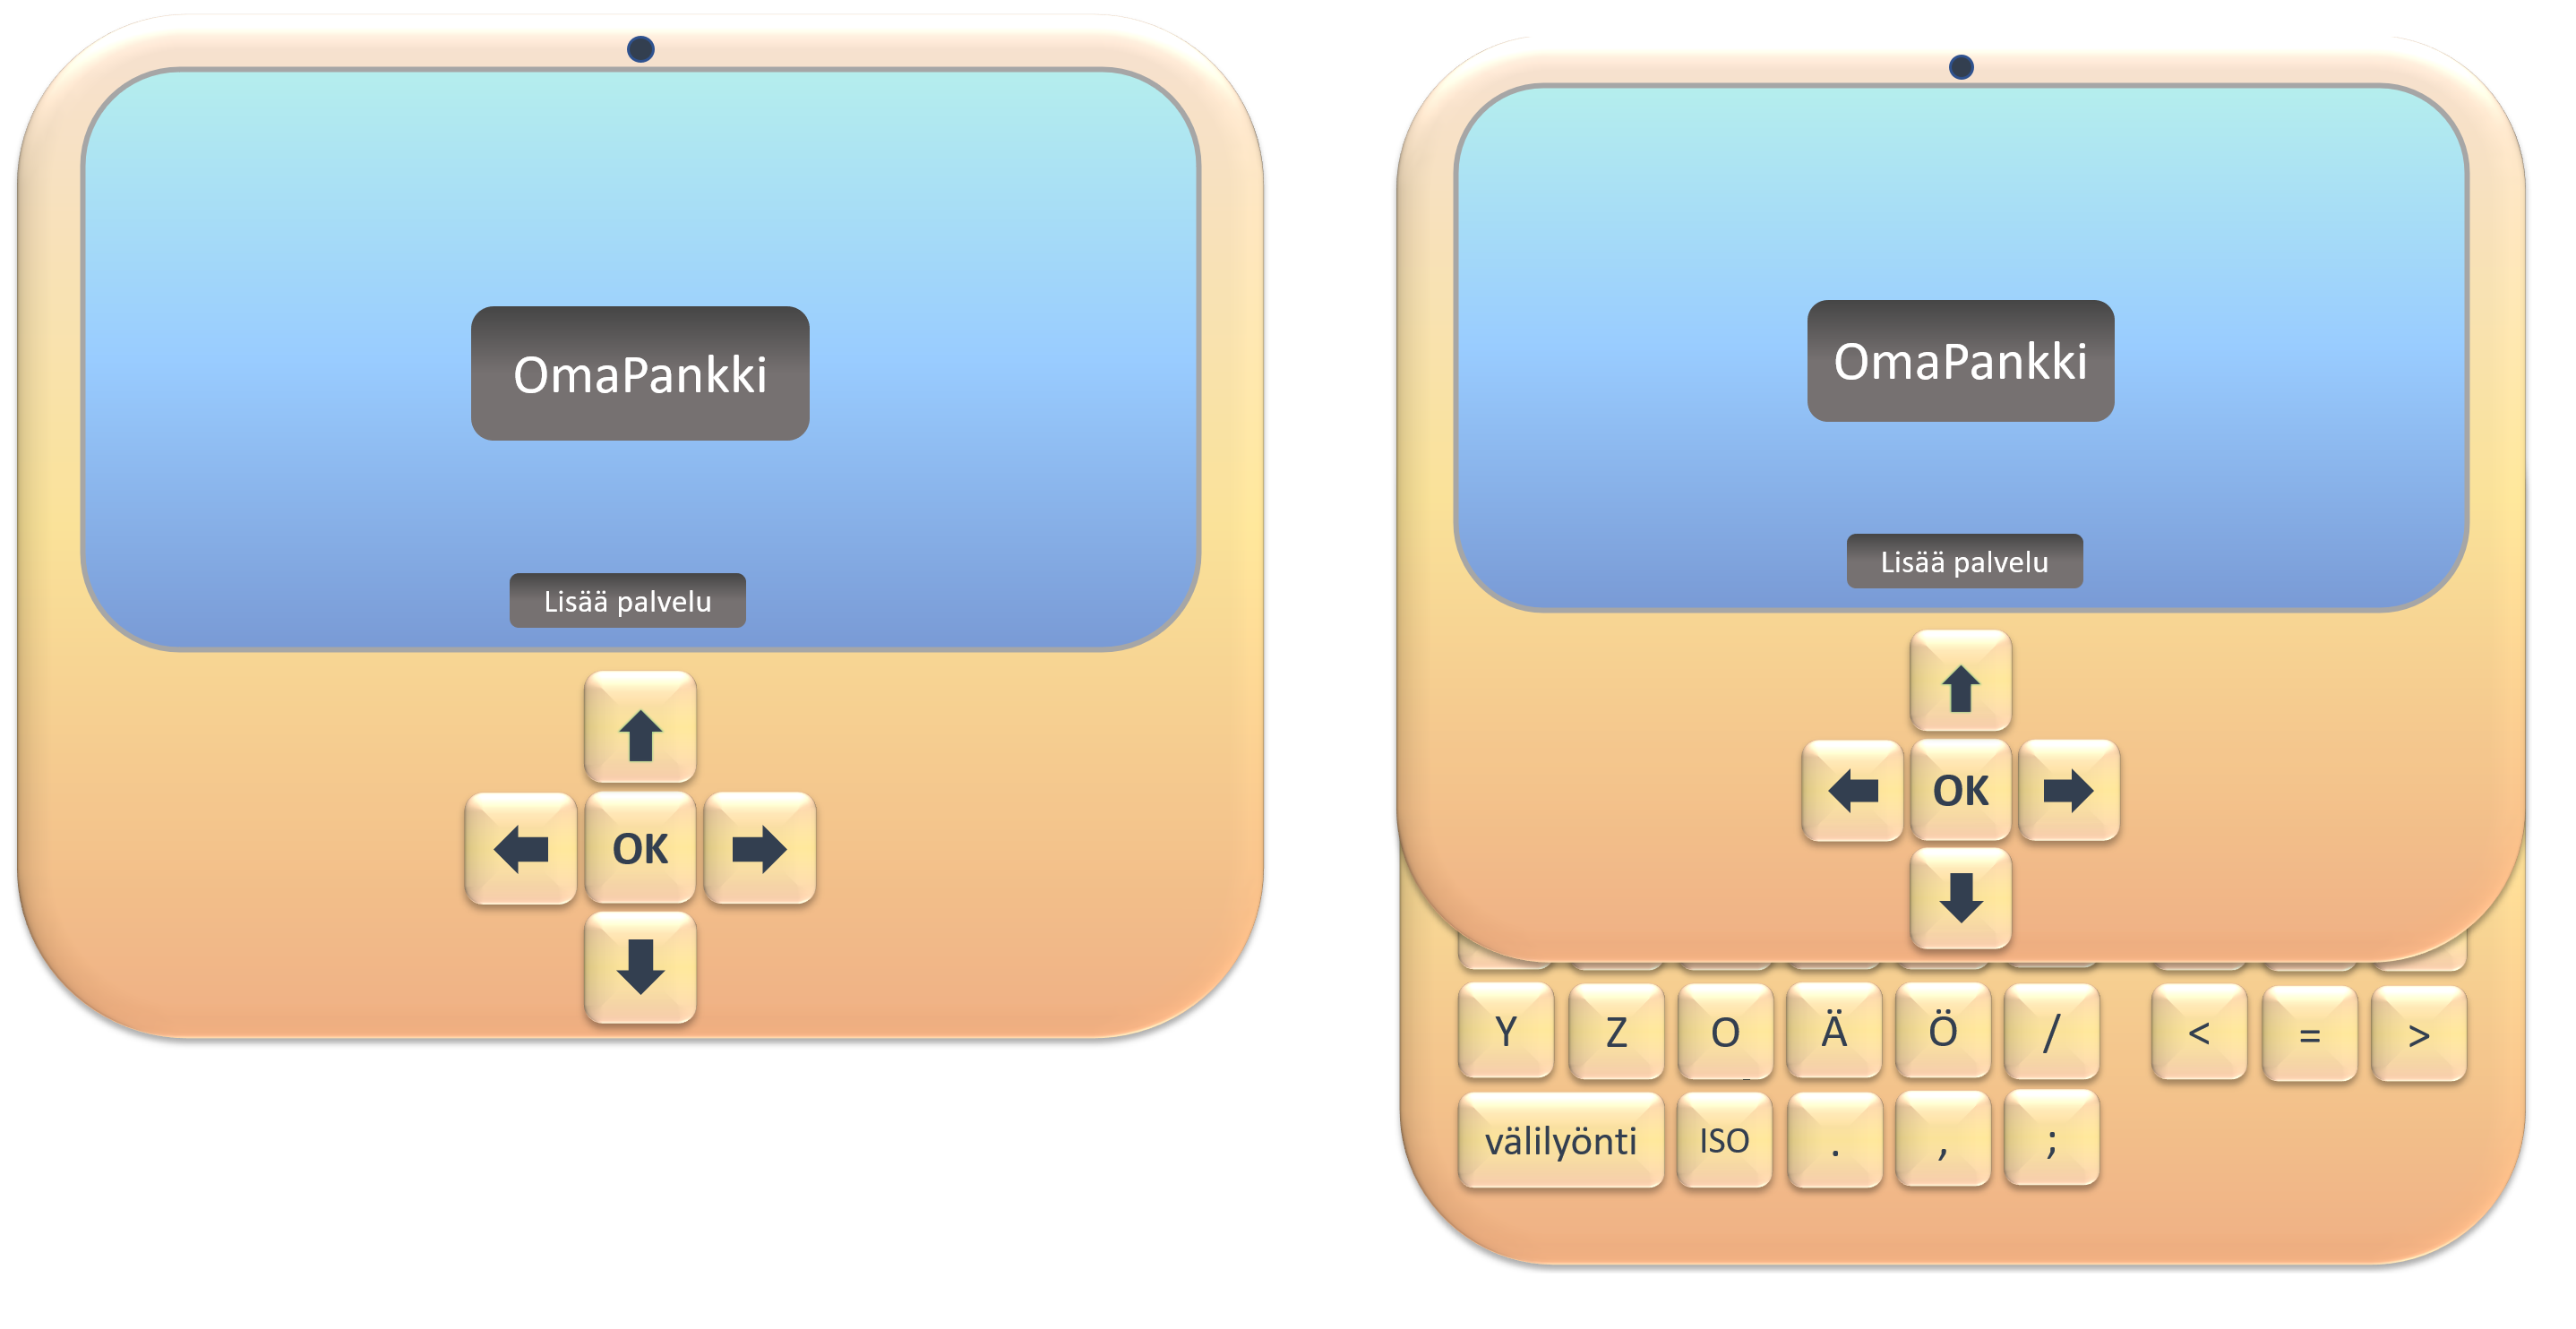 OmaPankki
Lisää palvelu
OK
OmaPankki
Lisää palvelu
OK
Y Z O Ä Ö / < = >
välilyönti ISO . , ;